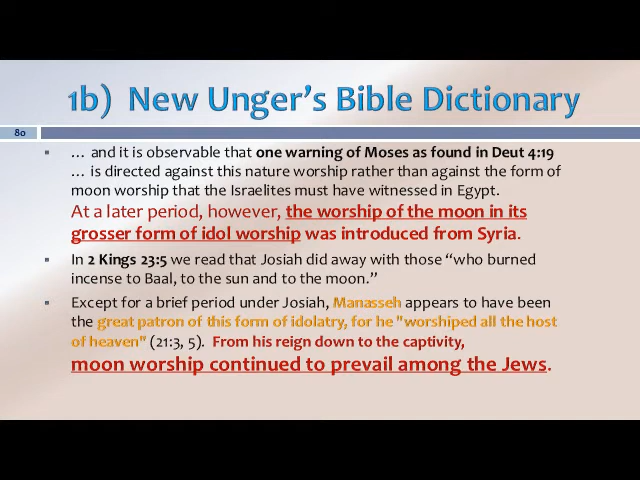 1b) New Unger's Bible Dictionary
80
▪ … and it is observable that one warning of Moses as found in Deut 4:19
… is directed against this nature worship rather than against the form of
moon worship that the Israelites must have witnessed in Egypt.
At a later period, however, the worship of the moon in its
grosser form of idol worship was introduced from Syria.
▪ In 2 Kings 23:5 we read that Josiah did away with those “who burned
incense to Baal, to the sun and to the moon.”
▪ Except for a brief period under Josiah, Manasseh appears to have been
the great patron of this form of idolatry, for he "worshiped all the host
of heaven" (21:3, 5). From his reign down to the captivity,
moon worship continued to prevail among the Jews.